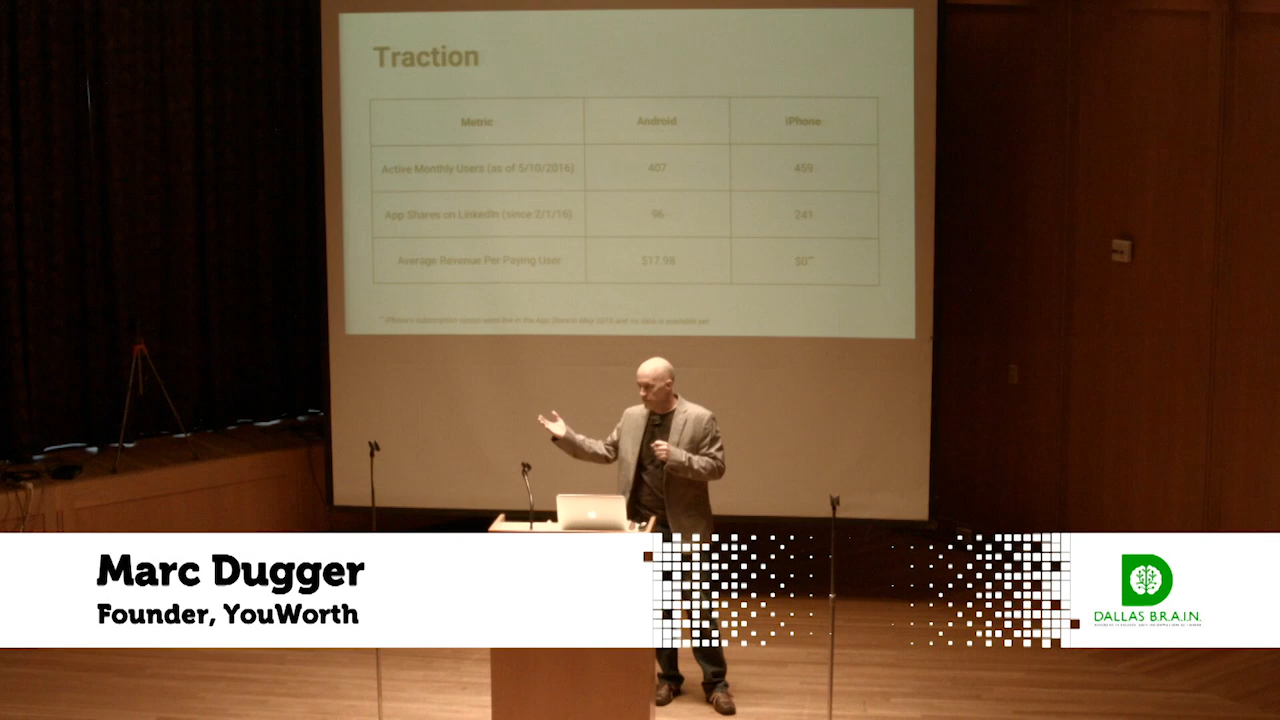 Traction
Metric Android iPhone
Active Monthly Users (as of 5/10/2016) 407 459
App Shares on LinkedIn (since 2/1/16) 96 241
Average Revenue Per Paying User $17.98 $0**
Marc Dugger
Founder, YouWorth
DALLAS B.R.A.I.N.